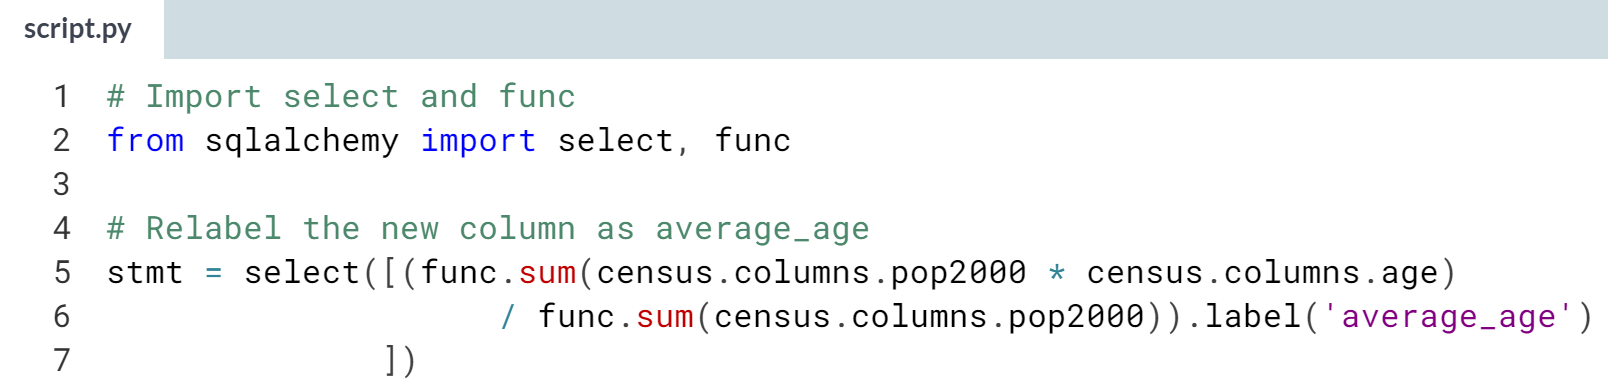 script.py
1 # Import select and func
2 from sqlalchemy import select, func
3
4 # Relabel the new column as average_age
5 stmt = select([(func.sum(census.columns.pop2000 * census.columns.age)
6                     / func.sum(census.columns.pop2000)).label('average_age')
7               ])